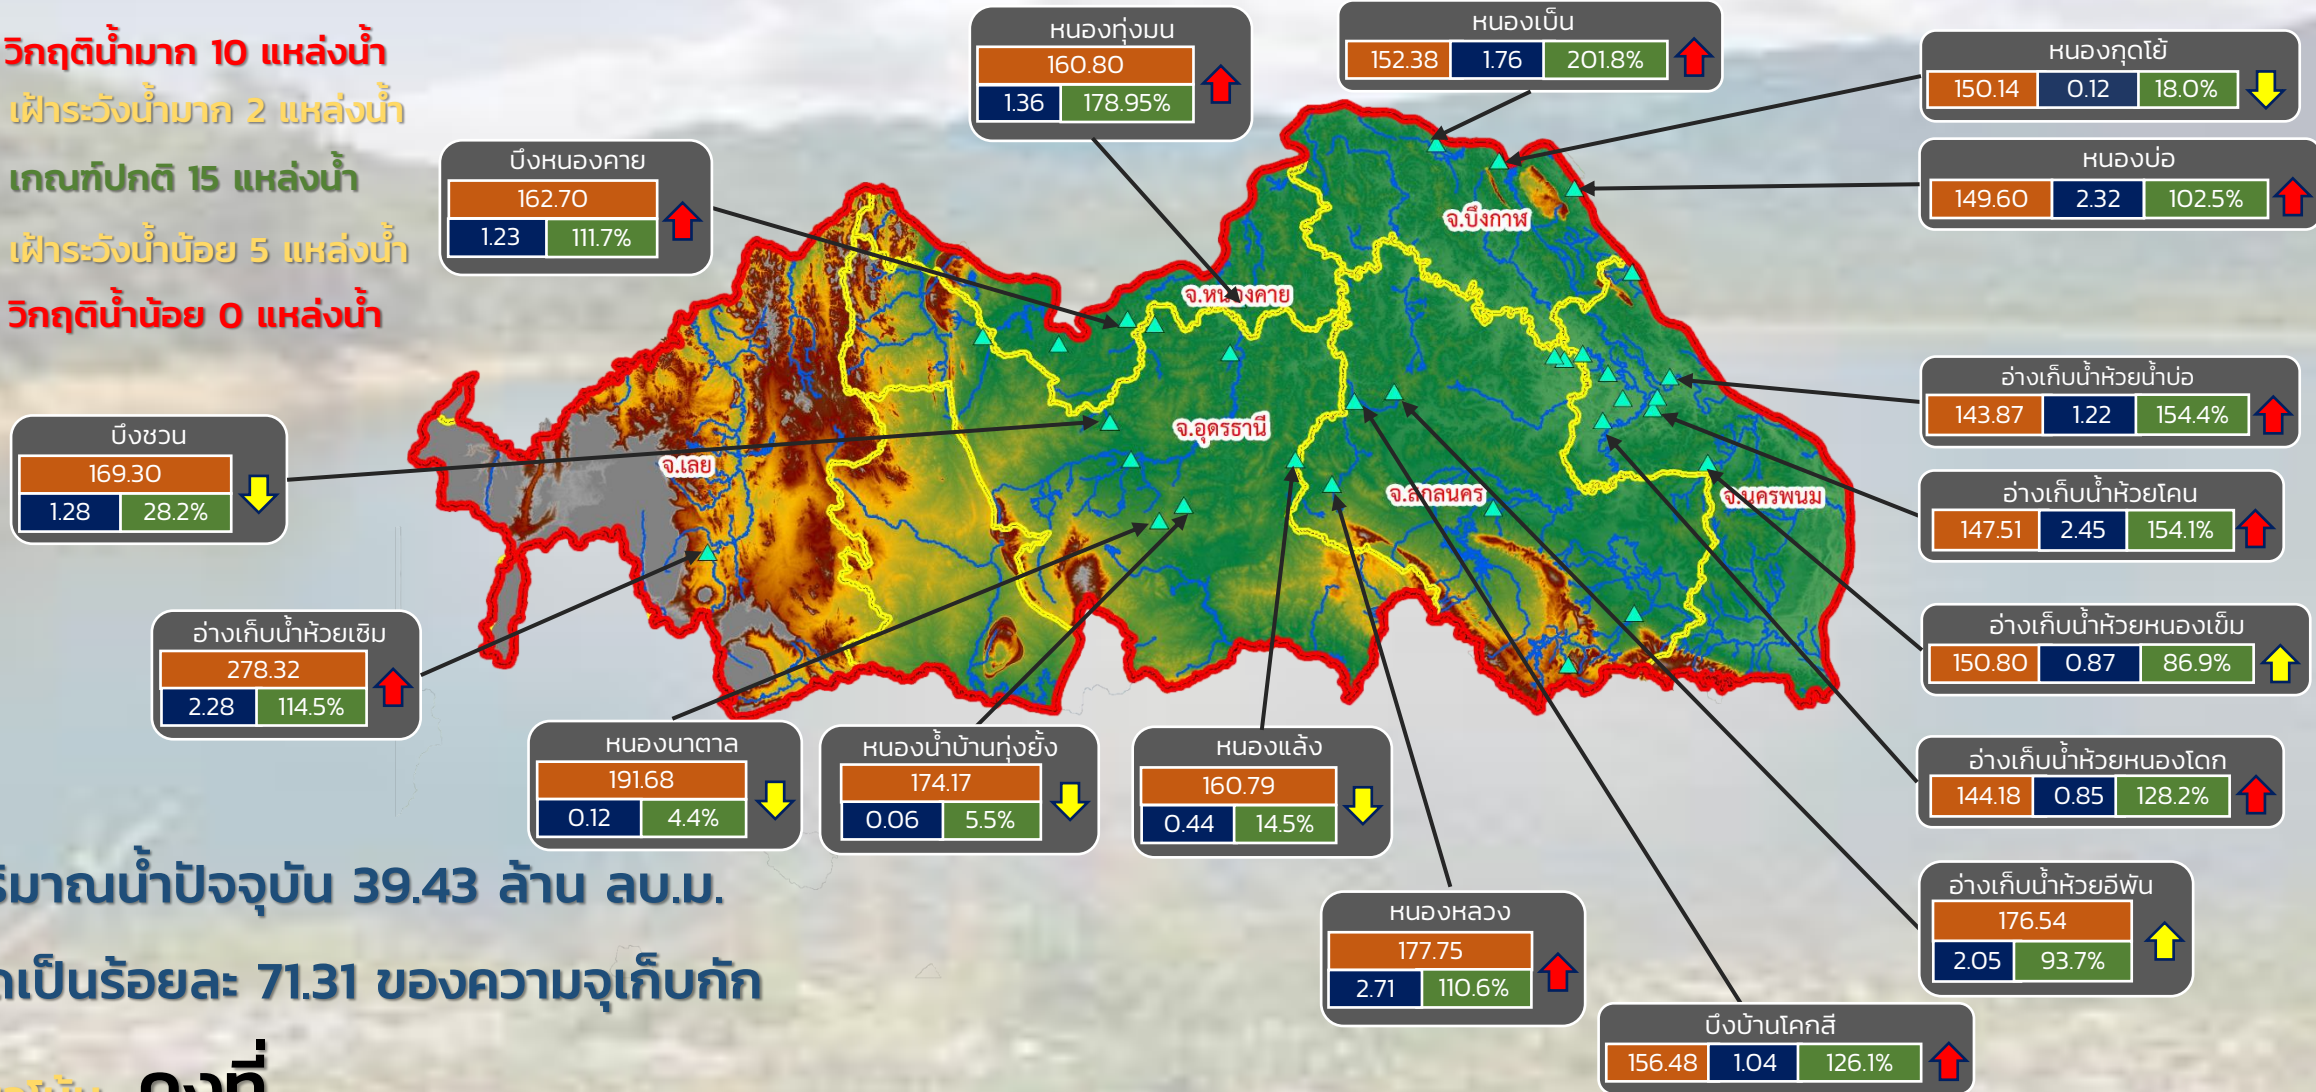 วิกฤติน้ำมาก 10 แหล่งน้ำ
เฝ้าระวังน้ำมาก 2 แหล่งน้ำ
เกณฑ์ปกติ 15 แหล่งน้ำ
เฝ้าระวังน้ำน้อย 5 แหล่งน้ำ
วิกฤติน้ำน้อย 0 แหล่งน้ำ
หนองทุ่งมน
160.80
1.36 178.95%
หนองเบ็น
152.38 1.76 201.8%
หนองกุดโย้
150.14 0.12 18.0%
หนองบ่อ
149.60 2.32 102.5%
บึงหนองคาย
162.70
1.23 111.7%
จ.บึงกาฬ
จ.หนองคาย
จ.อุดรธานี
จ.เลย
จ.สกลนคร
จ.นครพนม
บึงชวน
169.30
1.28 28.2%
อ่างเก็บน้ำห้วยน้ำบ่อ
143.87 1.22 154.4%
อ่างเก็บน้ำห้วยโคน
147.51 2.45 154.1%
อ่างเก็บน้ำห้วยหนองเข็ม
150.80 0.87 86.9%
อ่างเก็บน้ำห้วยหนองโดก
144.18 0.85 128.2%
อ่างเก็บน้ำห้วยอีพัน
176.54
2.05 93.7%
อ่างเก็บน้ำห้วยเซิม
278.32
2.28 114.5%
หนองนาตาล
191.68
0.12 4.4%
หนองน้ำบ้านทุ่งยั้ง
174.17
0.06 5.5%
หนองแล้ง
160.79
0.44 14.5%
หนองหลวง
177.75
2.71 110.6%
บึงบ้านโคกสี
156.48 1.04 126.1%
ริมาณน้ำปัจจุบัน 39.43 ล้าน ลบ.ม.
ดเป็นร้อยละ 71.31 ของความจุเก็บกัก
คงที่